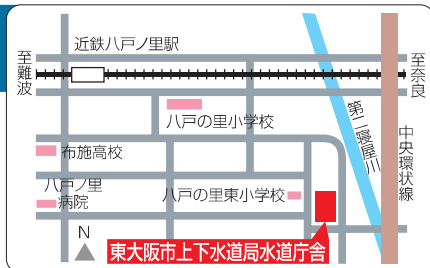 近鉄八戸ノ里駅
至難波
至奈良
八戸の里小学校
第二寝屋川
中央環状線
布施高校
八戸ノ里
病院
八戸の里東小学校
N
東大阪市上下水道局水道庁舎